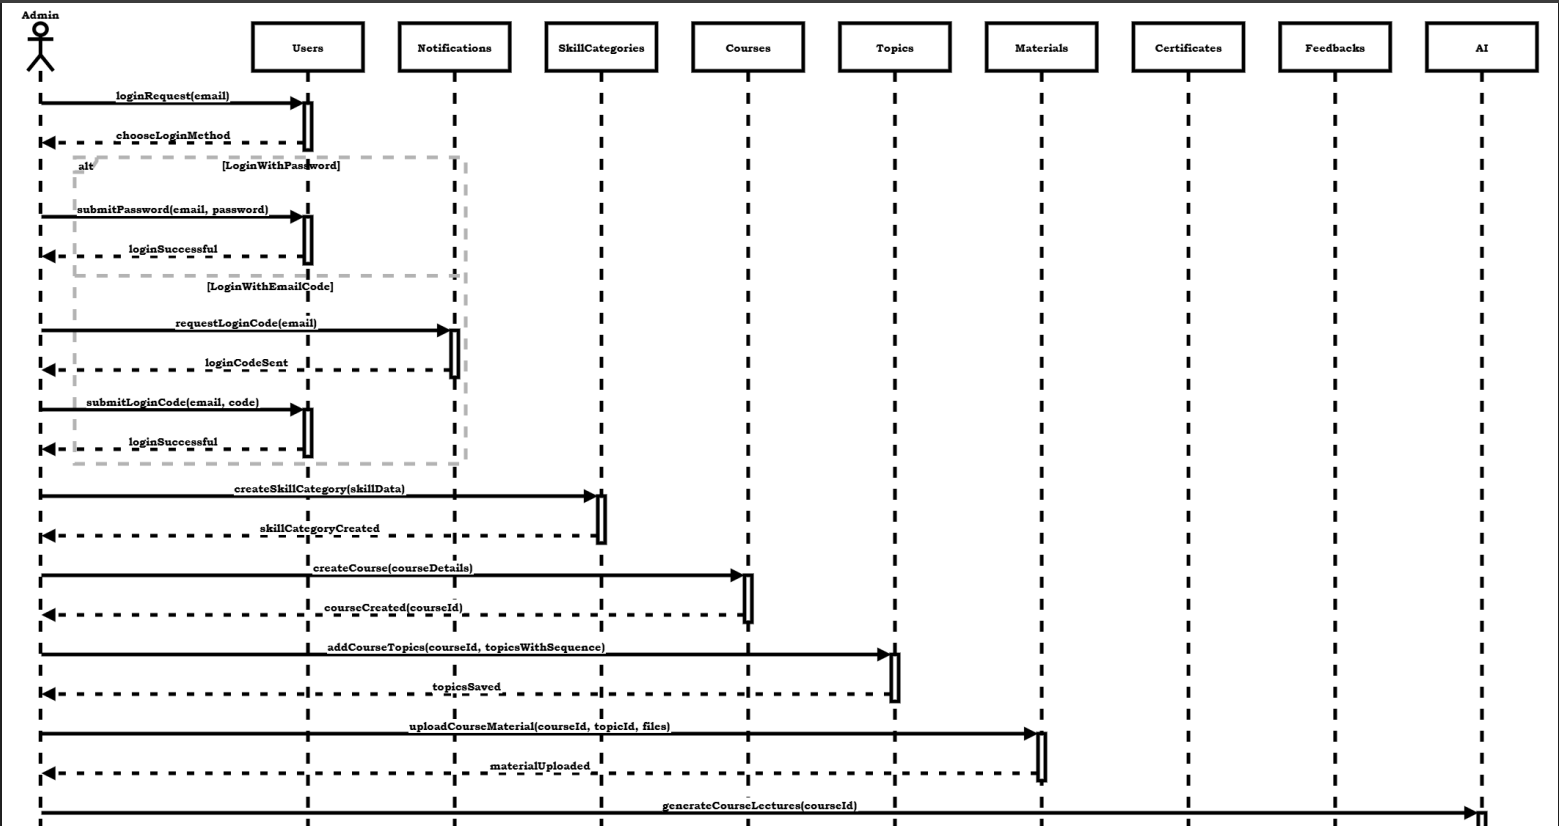 Admin
Users
Notifications
SkillCategories
Courses
Topics
Materials
Certificates
Feedbacks
AI
loginRequest(email)
chooseLoginMethod
alt
[LoginWithPassword]
submitPassword(email, password)
loginSuccessful
[LoginWithEmailCode]
requestLoginCode(email)
loginCodeSent
submitLoginCode(email, code)
loginSuccessful
createSkillCategory(skillData)
skillCategoryCreated
createCourse(courseDetails)
courseCreated(courseId)
addCourseTopics(courseId, topicsWithSequence)
topicsSaved
uploadCourseMaterial(courseId, topicId, files)
materialUploaded
generateCourseLectures(courseId)